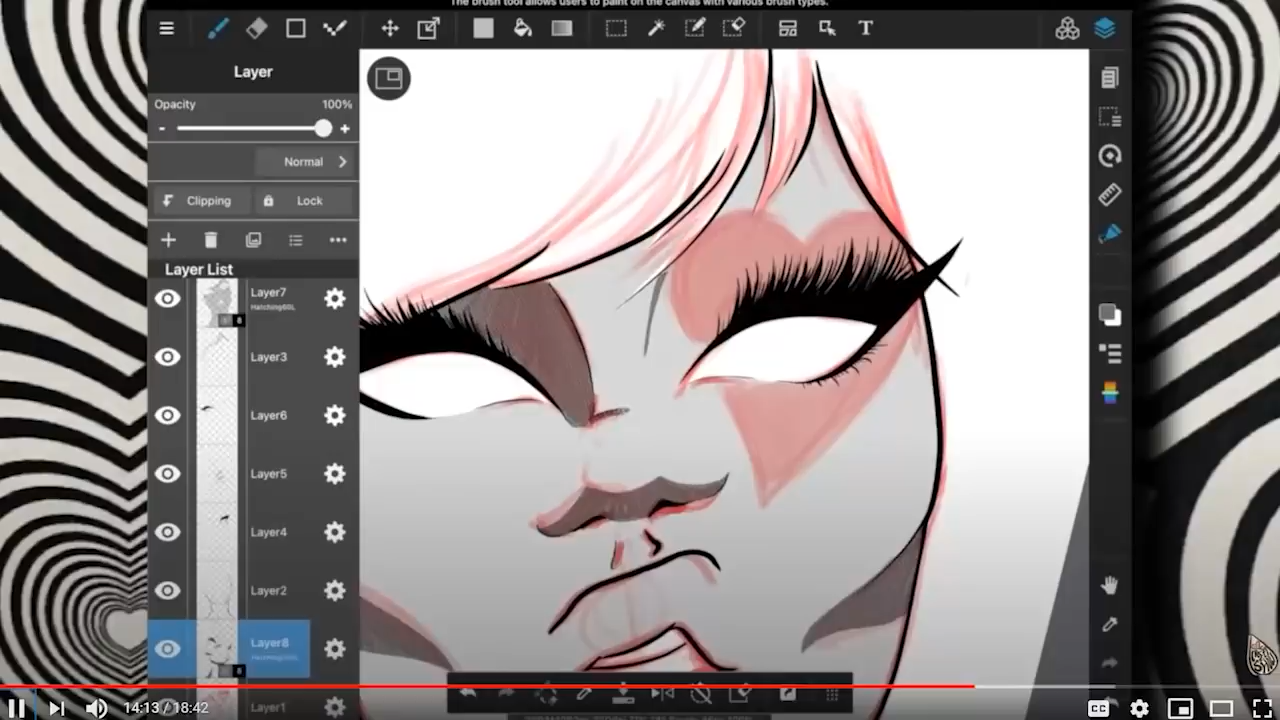 The brush tool allows users to paint on the canvas with various brush types.
T
Layer
Opacity 100%
- +
Normal
Clipping Lock
Layer List
Layer7
Layer3
Layer6
Layer5
Layer4
Layer2
Layer8
Layer1
14:13 / 18:42
CC